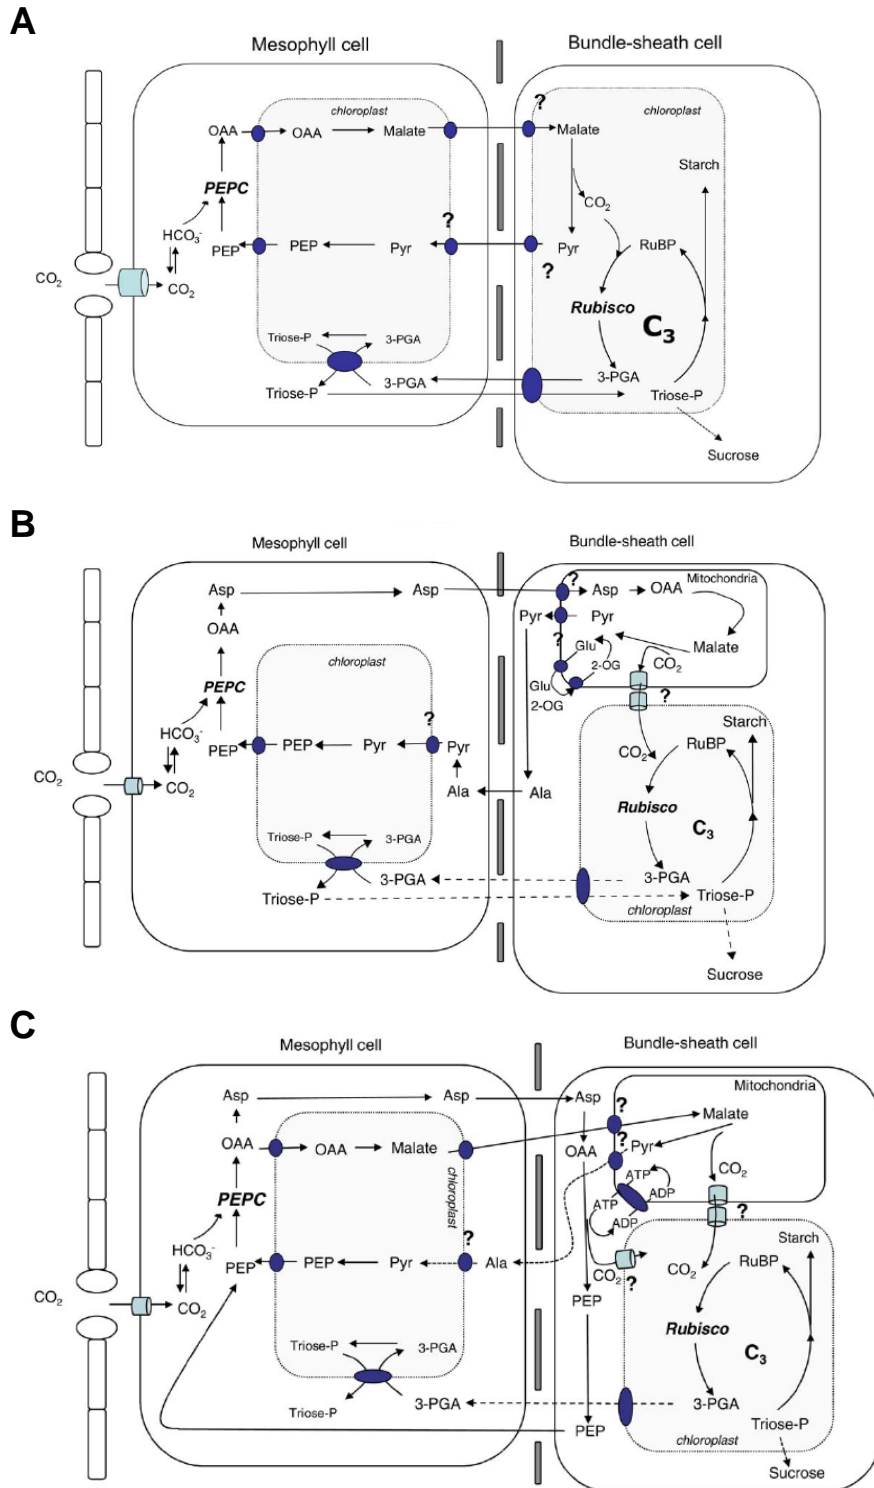 A
Mesophyll cell
Bundle-sheath cell
chloroplast
?
chloroplast
OAA
OAA
Malate
Malate
Starch
PEPC
CO2
?
HCO3-
PEP
PEP
Pyr
Pyr
RuBP
?
CO2
CO2
Rubisco
C3
Triose-P
3-PGA
3-PGA
3-PGA
Triose-P
Triose-P
Sucrose
B
Mesophyll cell
Bundle-sheath cell
?
Mitochondria
Asp
Asp
Asp
OAA
Pyr
Pyr
OAA
?
Malate
Glu
chloroplast
2-OG
CO2
PEPC
Glu
2-OG
?
?
Starch
HCO3-
PEP
PEP
Pyr
Pyr
CO2
RuBP
CO2
CO2
Ala
Ala
Rubisco
C3
Triose-P
3-PGA
3-PGA
3-PGA
Triose-P
Triose-P
chloroplast
Sucrose
C
Mesophyll cell
Bundle-sheath cell
Mitochondria
Asp
Asp
Asp
?
Malate
OAA
OAA
Malate
OAA
?
Pyr
chloroplast
CO2
ATP
PEPC
ATP
ADP
ADP
?
?
Starch
HCO3-
PEP
PEP
Pyr
Ala
CO2
?
CO2
RuBP
CO2
CO2
PEP
Rubisco
C3
Triose-P
3-PGA
3-PGA
3-PGA
Triose-P
Triose-P
PEP
chloroplast
Sucrose